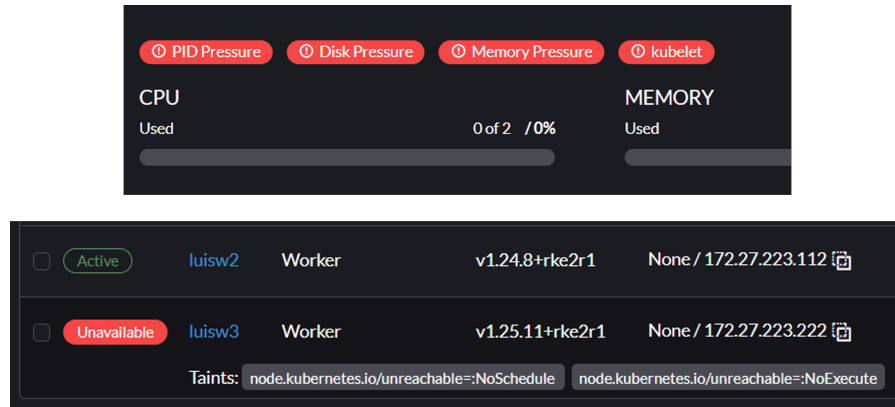 PID Pressure Disk Pressure Memory Pressure kubelet
CPU MEMORY
Used 0 of 2 / 0% Used
Active luisw2 Worker v1.24.8+rke2r1 None / 172.27.223.112
Unavailable luisw3 Worker v1.25.11+rke2r1 None / 172.27.223.222
Taints: node.kubernetes.io/unreachable=:NoSchedule node.kubernetes.io/unreachable=:NoExecute